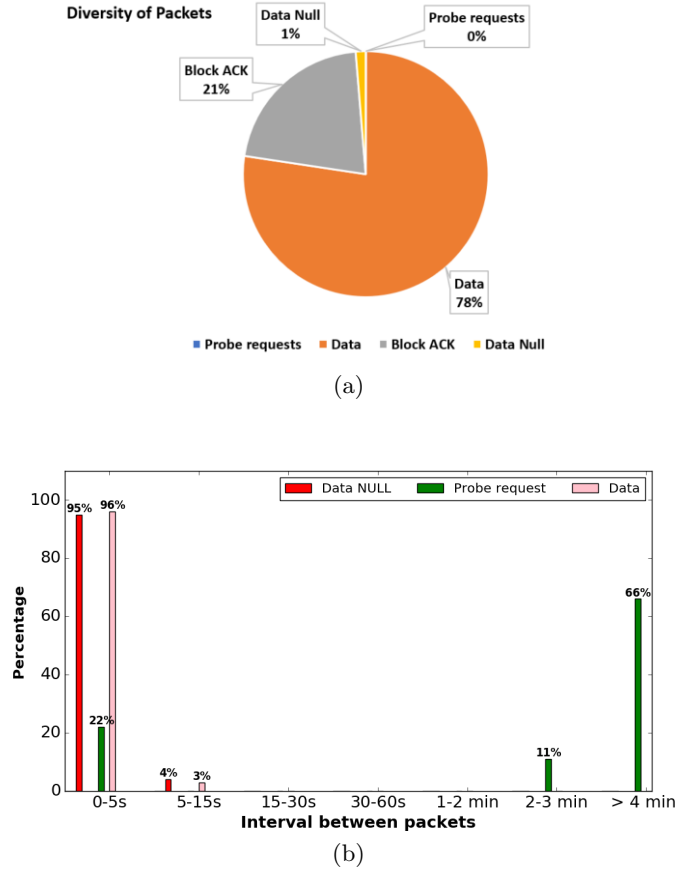 Diversity of Packets
Data Null
1%
Probe requests
0%
Block ACK
21%
Data
78%
Probe requests Data Block ACK Data Null
(a)
Data NULL Probe request Data
100
80
60
40
20
0
Percentage
95%
22%
96%
4%
3%
11%
66%
0-5s 5-15s 15-30s 30-60s 1-2 min 2-3 min > 4 min
Interval between packets
(b)